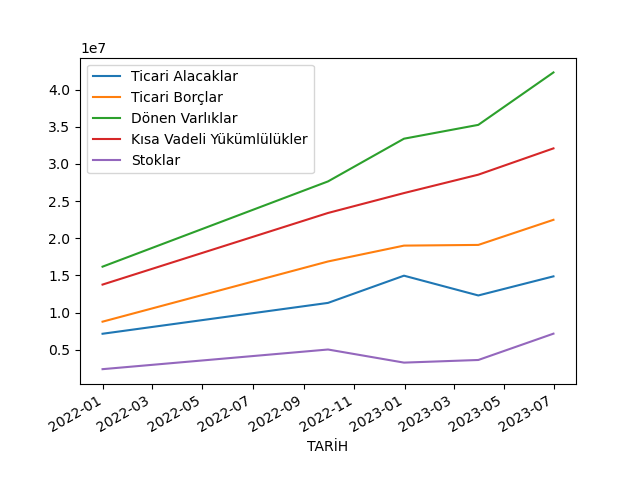 1e7
4.0
3.5
3.0
2.5
2.0
1.5
1.0
0.5
Ticari Alacaklar
Ticari Borçlar
Dönen Varlıklar
Kısa Vadeli Yükümlülükler
Stoklar
2022-01
2022-03
2022-05
2022-07
2022-09
2022-11
2023-01
2023-03
2023-05
2023-07
TARİH